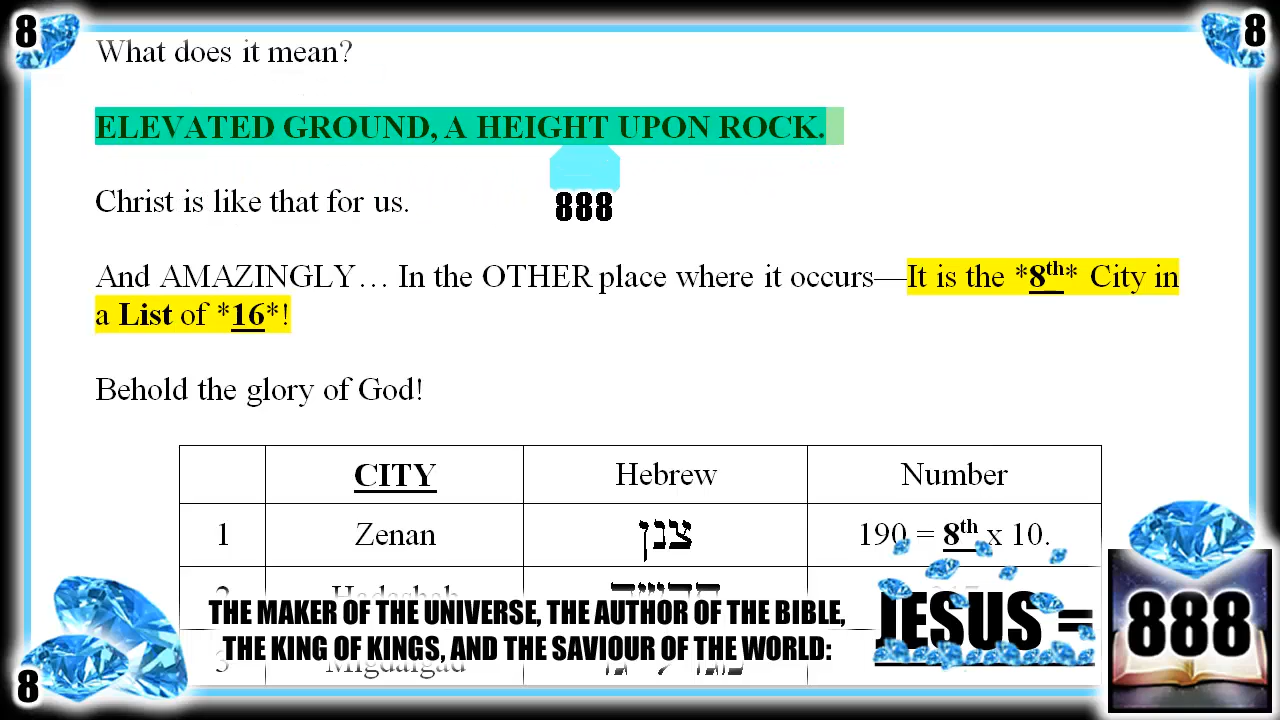 8
8
What does it mean?
ELEVATED GROUND, A HEIGHT UPON ROCK.
888
Christ is like that for us.
And AMAZINGLY… In the OTHER place where it occurs—It is the *8th* City in
a List of *16*!
Behold the glory of God!
CITY Hebrew Number
1 Zenan צנן 190 = 8th x 10.
THE MAKER OF THE UNIVERSE, THE AUTHOR OF THE BIBLE,
THE KING OF KINGS, AND THE SAVIOUR OF THE WORLD:
JESUS = 888
3 Migdalgad
8